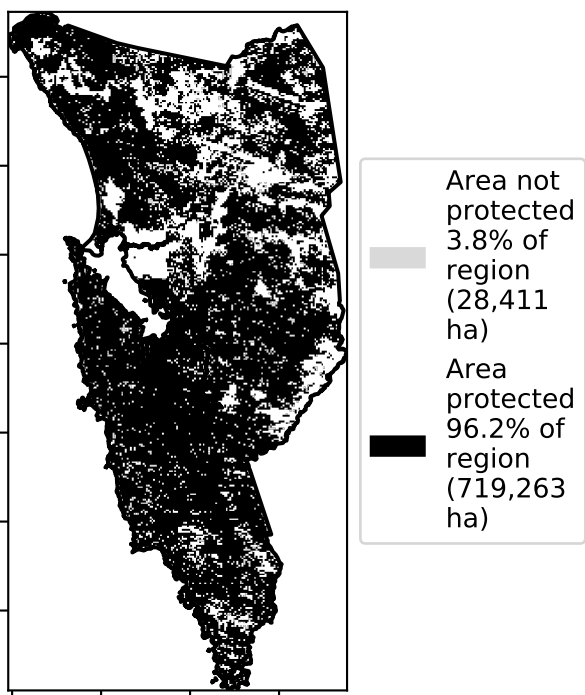 Area not
protected
3.8% of
region
(28,411
ha)
Area
protected
96.2% of
region
(719,263
ha)